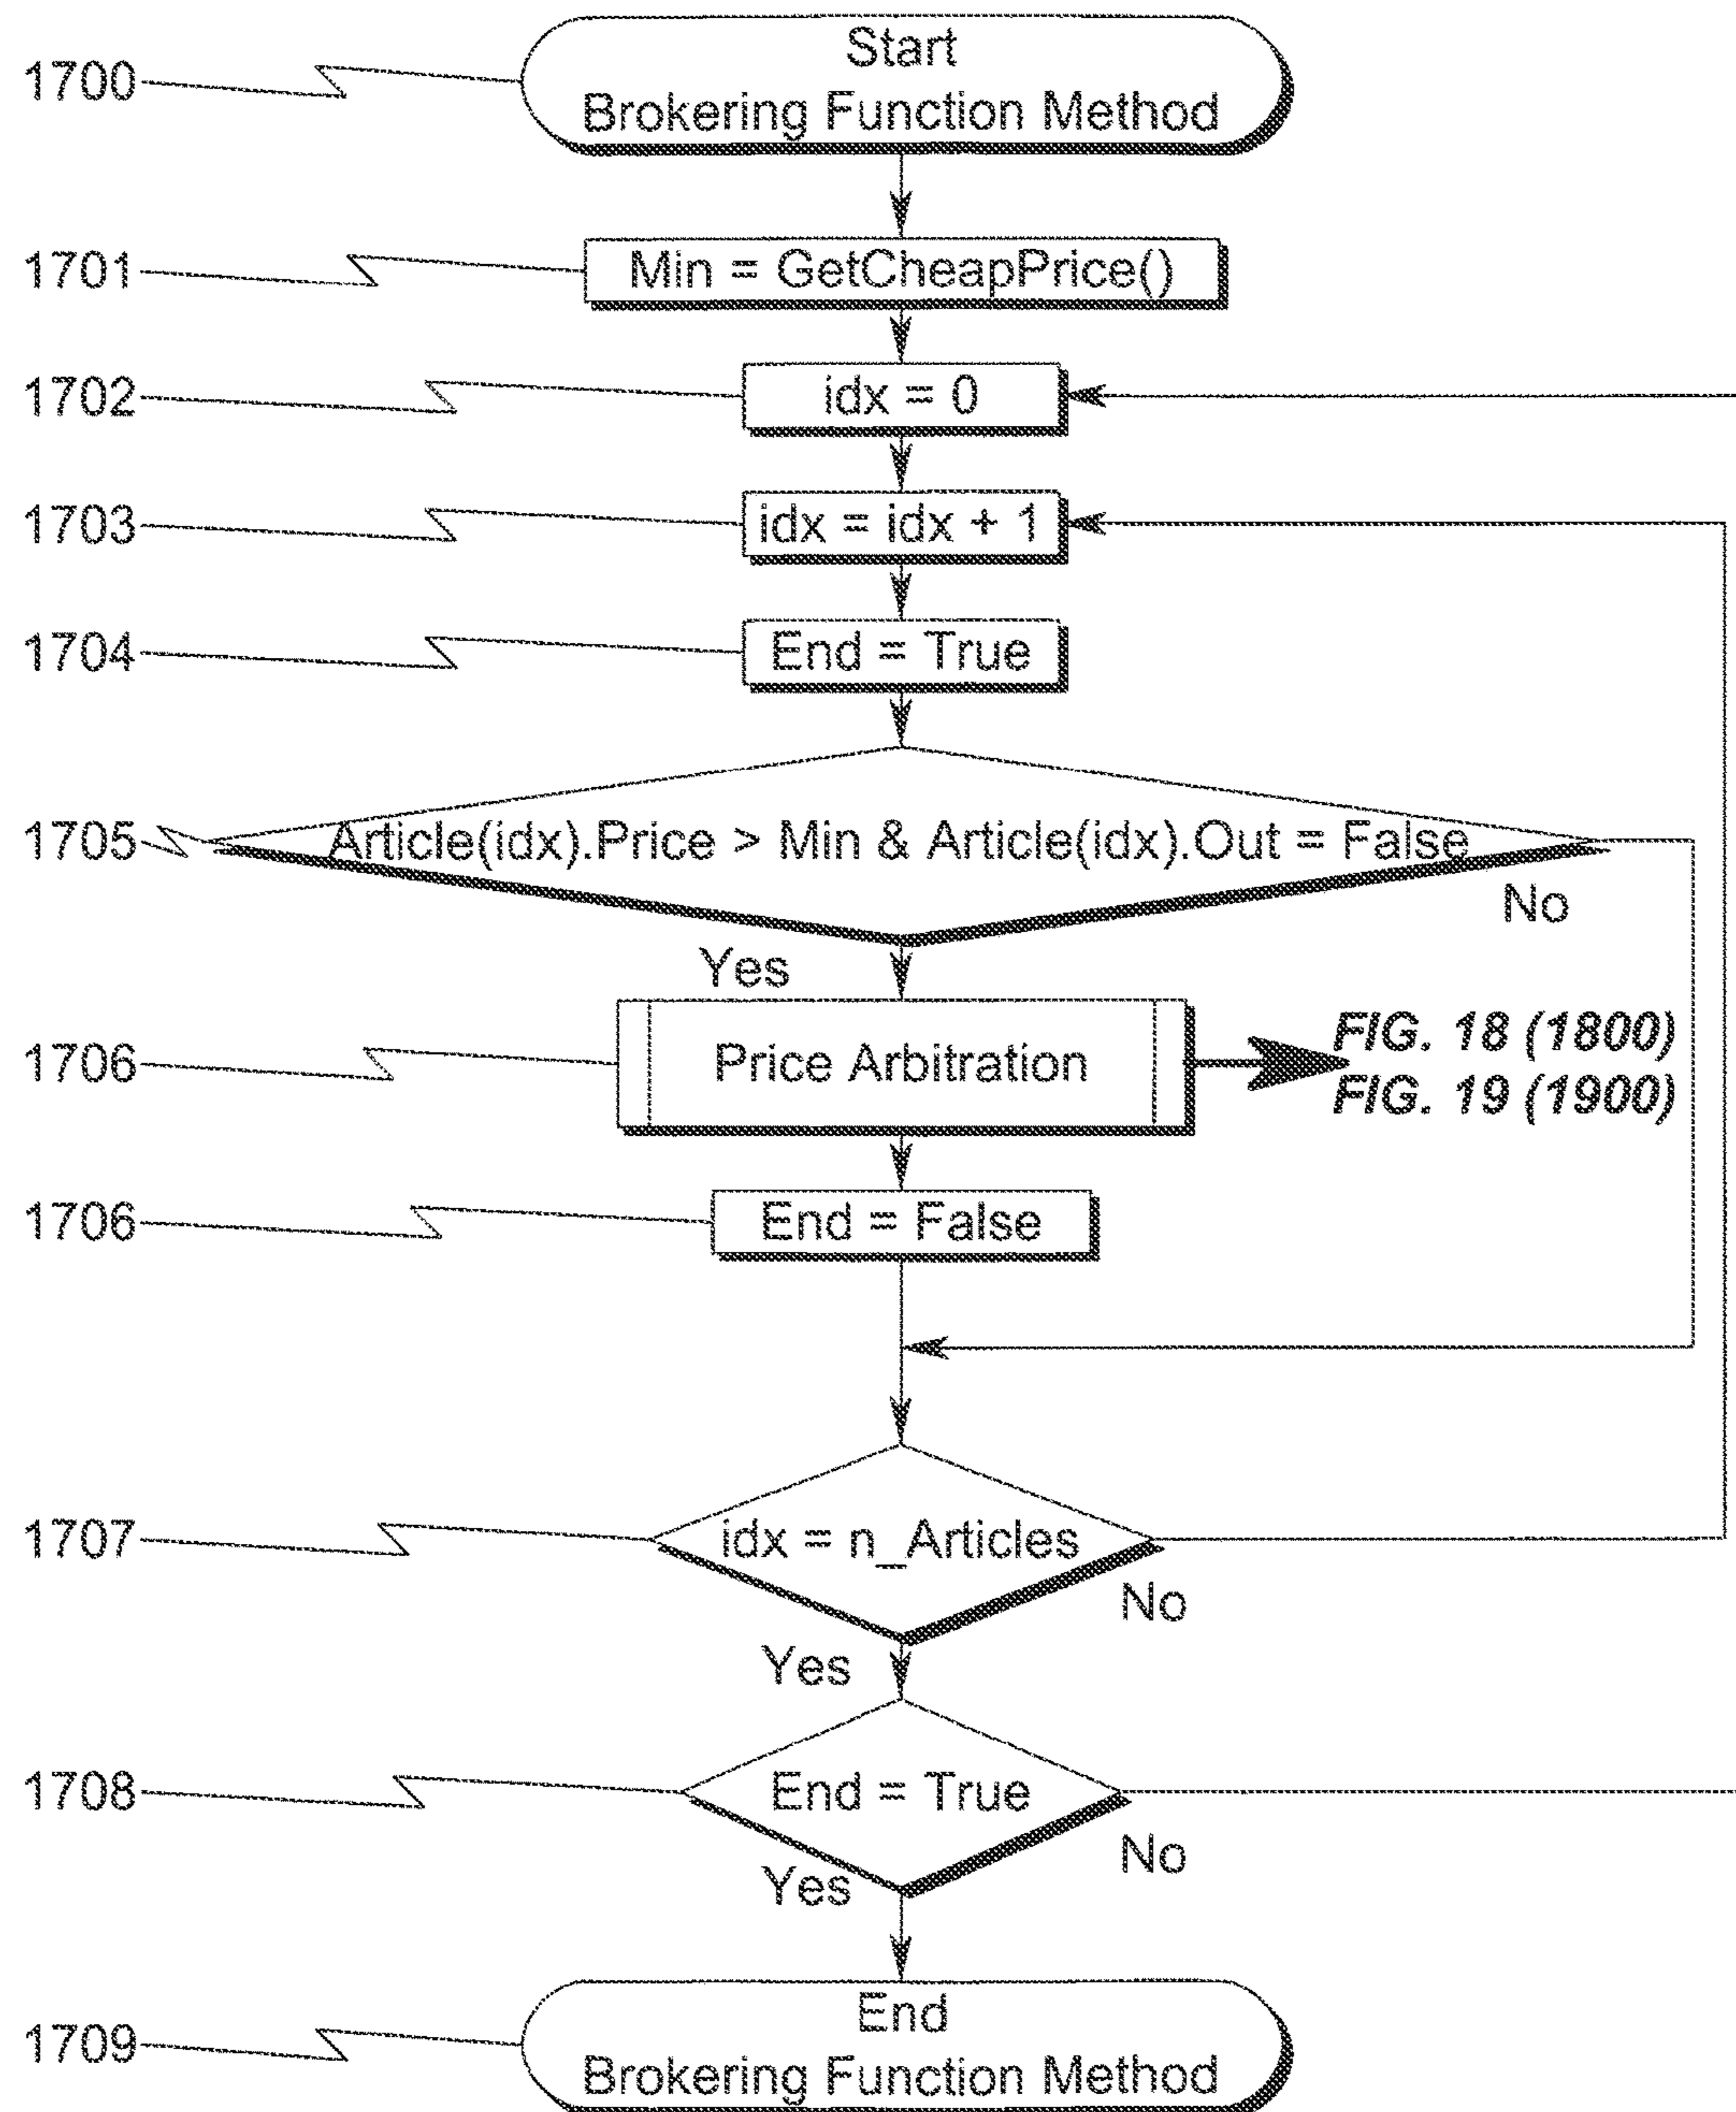 1700
Start
Brokering Function Method
1701
Min = GetCheapPrice()
1702
idx = 0
1703
idx = idx + 1
1704
End = True
1705
Article(idx).Price > Min & Article(idx).Out = False
No
Yes
1706
Price Arbitration
FIG. 18 (1800)
FIG. 19 (1900)
1706
End = False
1707
idx = n_Articles
No
Yes
1708
End = True
No
Yes
1709
End
Brokering Function Method